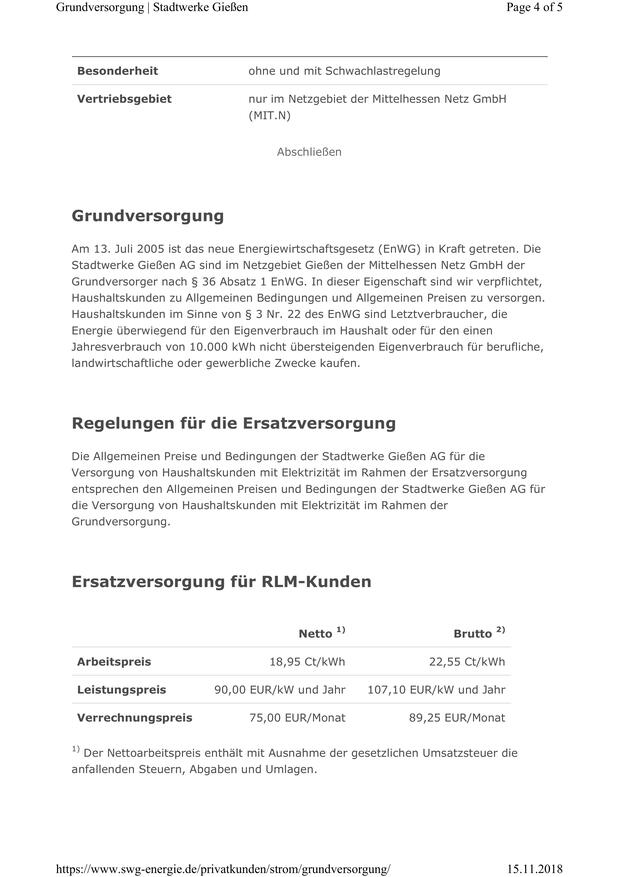 Grundversorgung | Stadtwerke Gießen Page 4 of 5
Besonderheit ohne und mit Schwachlastregelung
Vertriebsgebiet nur im Netzgebiet der Mittelhessen Netz GmbH
(MIT.N)
Abschließen
Grundversorgung
Am 13. Juli 2005 ist das neue Energiewirtschaftsgesetz (EnWG) in Kraft getreten. Die
Stadtwerke Gießen AG sind im Netzgebiet Gießen der Mittelhessen Netz GmbH der
Grundversorger nach § 36 Absatz 1 EnWG. In dieser Eigenschaft sind wir verpflichtet,
Haushaltskunden zu Allgemeinen Bedingungen und Allgemeinen Preisen zu versorgen.
Haushaltskunden im Sinne von § 3 Nr. 22 des EnWG sind Letztverbraucher, die
Energie überwiegend für den Eigenverbrauch im Haushalt oder für den einen
Jahresverbrauch von 10.000 kWh nicht übersteigenden Eigenverbrauch für berufliche,
landwirtschaftliche oder gewerbliche Zwecke kaufen.
Regelungen für die Ersatzversorgung
Die Allgemeinen Preise und Bedingungen der Stadtwerke Gießen AG für die
Versorgung von Haushaltskunden mit Elektrizität im Rahmen der Ersatzversorgung
entsprechen den Allgemeinen Preisen und Bedingungen der Stadtwerke Gießen AG für
die Versorgung von Haushaltskunden mit Elektrizität im Rahmen der
Grundversorgung.
Ersatzversorgung für RLM-Kunden
Netto 1) Brutto 2)
Arbeitspreis 18,95 Ct/kWh 22,55 Ct/kWh
Leistungspreis 90,00 EUR/kW und Jahr 107,10 EUR/kW und Jahr
Verrechnungspreis 75,00 EUR/Monat 89,25 EUR/Monat
1) Der Nettoarbeitspreis enthält mit Ausnahme der gesetzlichen Umsatzsteuer die
anfallenden Steuern, Abgaben und Umlagen.
https://www.swg-energie.de/privatkunden/strom/grundversorgung/ 15.11.2018